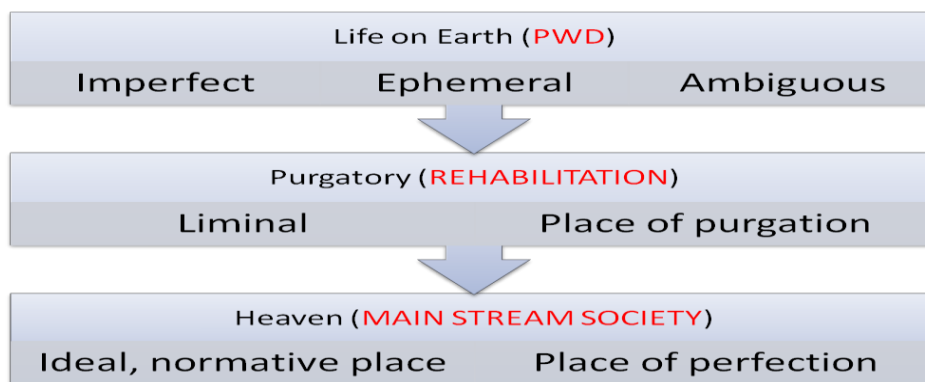 Life on Earth (PWD)
Imperfect Ephemeral Ambiguous
Purgatory (REHABILITATION)
Liminal Place of purgation
Heaven (MAIN STREAM SOCIETY)
Ideal, normative place Place of perfection